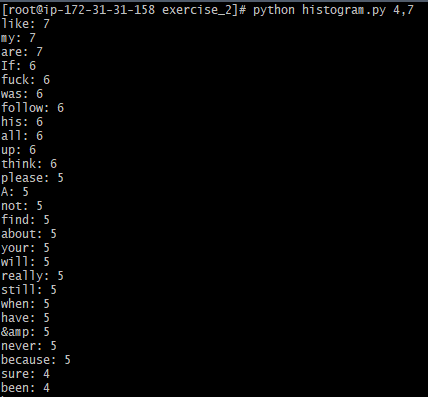 [root@ip-172-31-31-158 exercise_2]# python histogram.py 4,7
like: 7
my: 7
are: 7
If: 6
fuck: 6
was: 6
follow: 6
his: 6
all: 6
up: 6
think: 6
please: 5
A: 5
not: 5
find: 5
about: 5
your: 5
will: 5
really: 5
still: 5
when: 5
have: 5
&amp: 5
never: 5
because: 5
sure: 4
been: 4